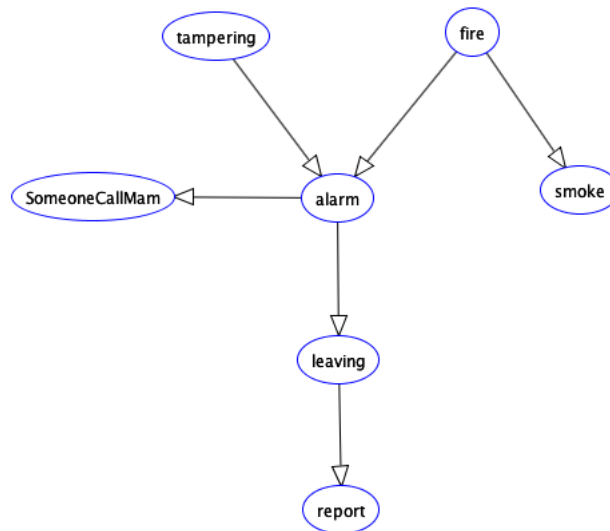 tampering
fire
SomeoneCallMam
alarm
smoke
leaving
report